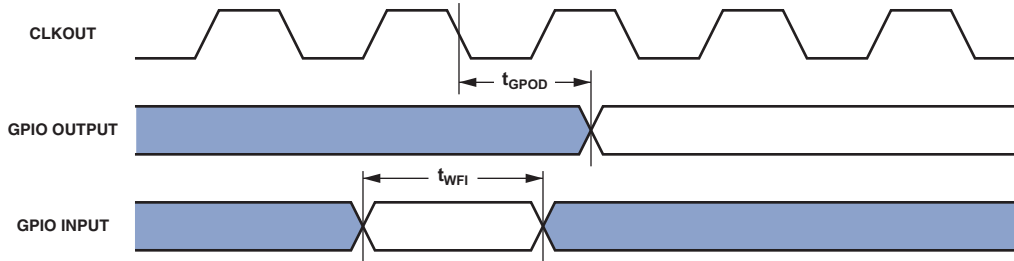 CLKOUT
tGPOD
GPIO OUTPUT
tWFI
GPIO INPUT